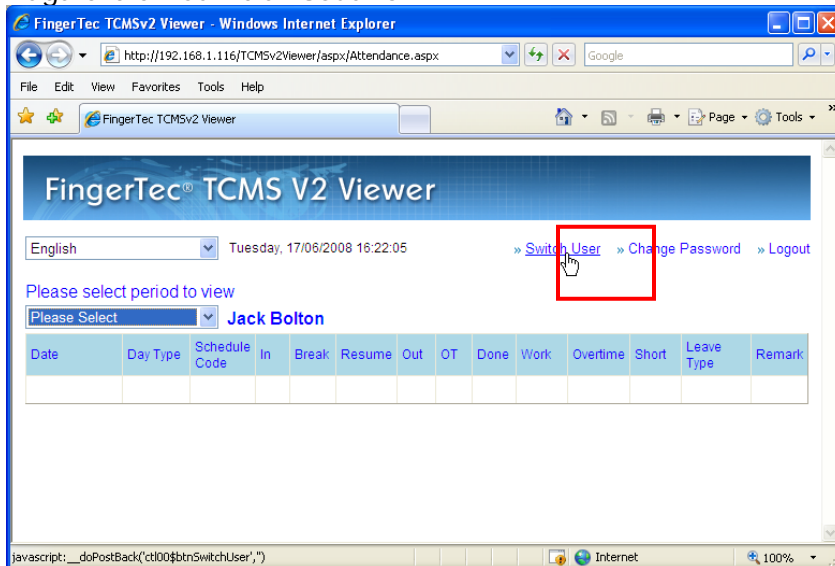 FingerTec TCMSv2 Viewer - Windows Internet Explorer
http://192.168.1.116/TCMSv2Viewer/aspx/Attendance.aspx
Google
File Edit View Favorites Tools Help
FingerTec TCMSv2 Viewer
Page
Tools
»
FingerTec® TCMS V2 Viewer
English
Tuesday, 17/06/2008 16:22:05
» Switch User » Change Password » Logout
Please select period to view
Please Select
Jack Bolton
Date Day Type Schedule Code In Break Resume Out OT Done Work Overtime Short Leave Type Remark
javascript:__doPostBack('ctl00$btnSwitchUser','')
Internet
100%